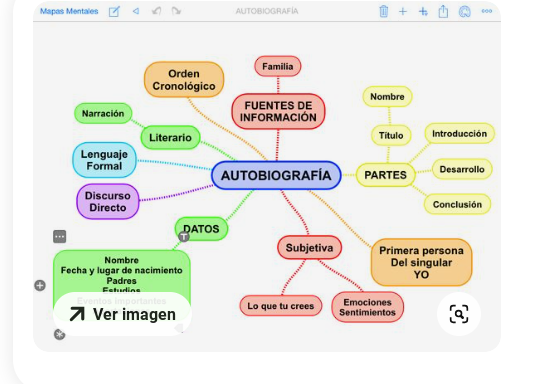 Mapas Mentales
AUTOBIOGRAFÍA
Orden
Cronológico
Familia
FUENTES DE
INFORMACIÓN
Nombre
Narración
Título
Introducción
Literario
Lenguaje
Formal
AUTOBIOGRAFÍA
PARTES
Desarrollo
Discurso
Directo
Conclusión
DATOS
T
Subjetiva
Primera persona
Del singular
YO
Nombre
Fecha y lugar de nacimiento
Padres
Estudios
Eventos importantes
Lo que tu crees
Emociones
Sentimientos
Ver imagen